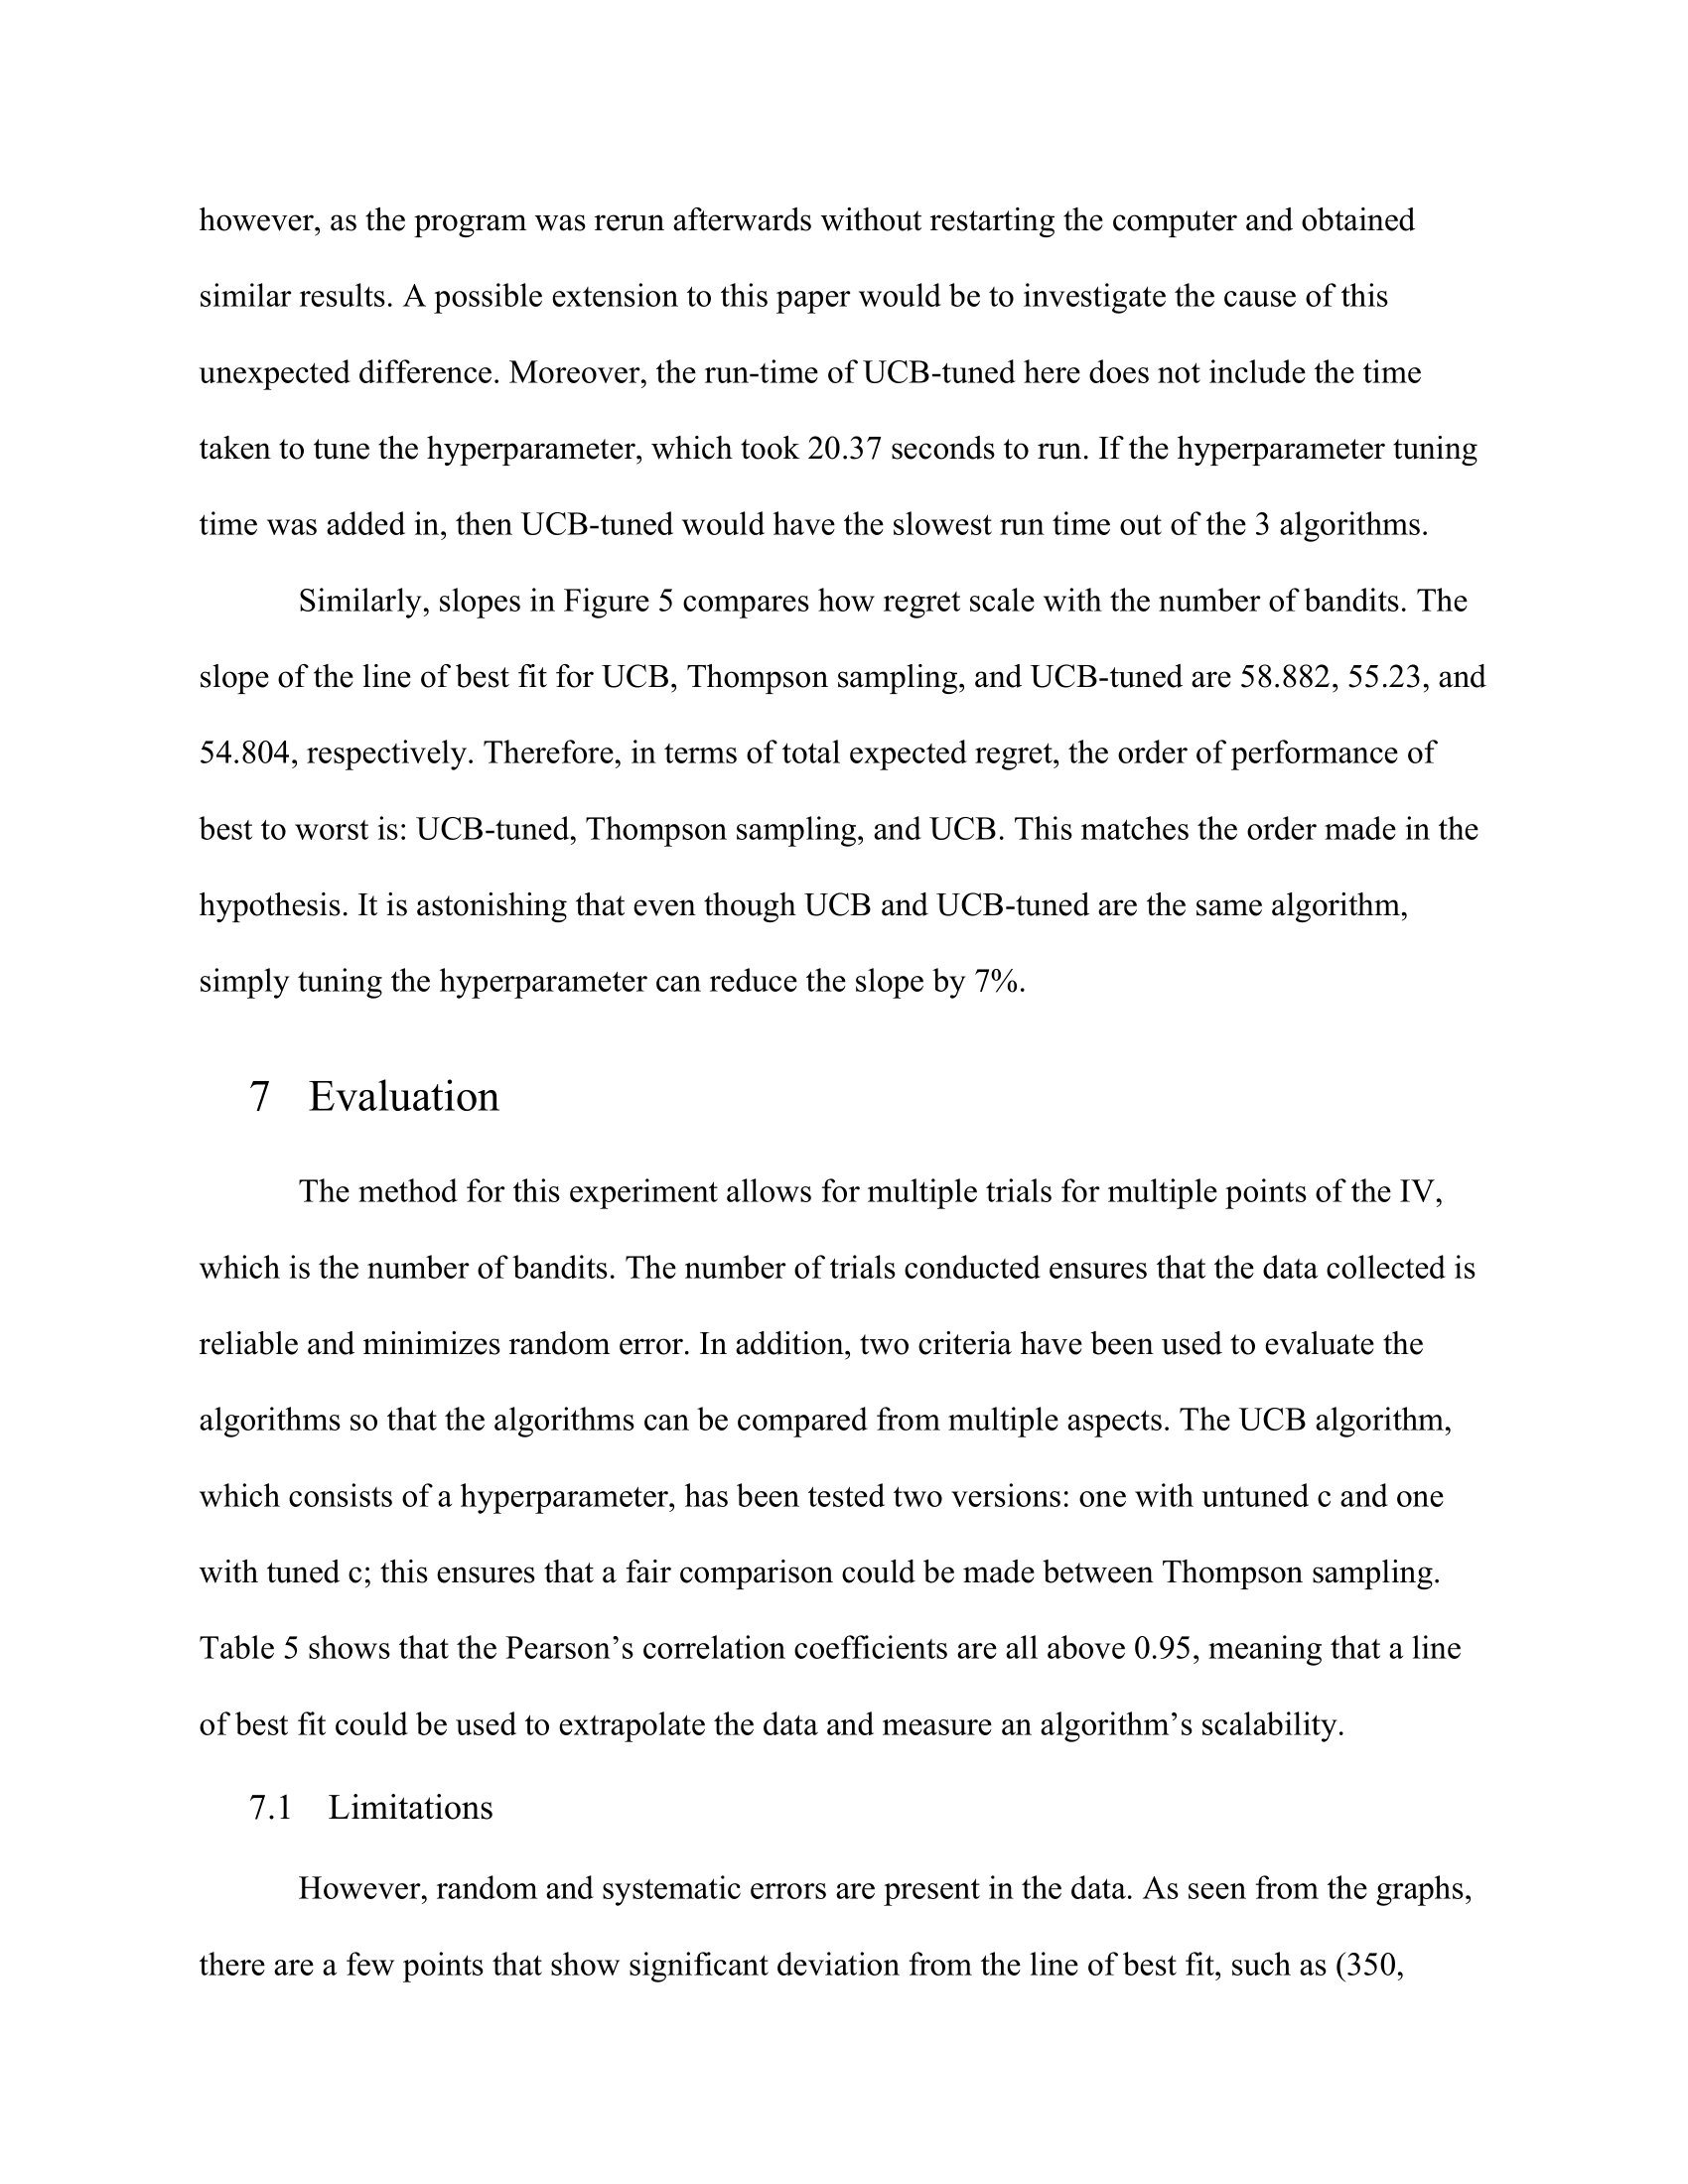 however, as the program was rerun afterwards without restarting the computer and obtained
similar results. A possible extension to this paper would be to investigate the cause of this
unexpected difference. Moreover, the run-time of UCB-tuned here does not include the time
taken to tune the hyperparameter, which took 20.37 seconds to run. If the hyperparameter tuning
time was added in, then UCB-tuned would have the slowest run time out of the 3 algorithms.
Similarly, slopes in Figure 5 compares how regret scale with the number of bandits. The
slope of the line of best fit for UCB, Thompson sampling, and UCB-tuned are 58.882, 55.23, and
54.804, respectively. Therefore, in terms of total expected regret, the order of performance of
best to worst is: UCB-tuned, Thompson sampling, and UCB. This matches the order made in the
hypothesis. It is astonishing that even though UCB and UCB-tuned are the same algorithm,
simply tuning the hyperparameter can reduce the slope by 7%.
7 Evaluation
The method for this experiment allows for multiple trials for multiple points of the IV,
which is the number of bandits. The number of trials conducted ensures that the data collected is
reliable and minimizes random error. In addition, two criteria have been used to evaluate the
algorithms so that the algorithms can be compared from multiple aspects. The UCB algorithm,
which consists of a hyperparameter, has been tested two versions: one with untuned c and one
with tuned c; this ensures that a fair comparison could be made between Thompson sampling.
Table 5 shows that the Pearson’s correlation coefficients are all above 0.95, meaning that a line
of best fit could be used to extrapolate the data and measure an algorithm’s scalability.
7.1 Limitations
However, random and systematic errors are present in the data. As seen from the graphs,
there are a few points that show significant deviation from the line of best fit, such as (350,